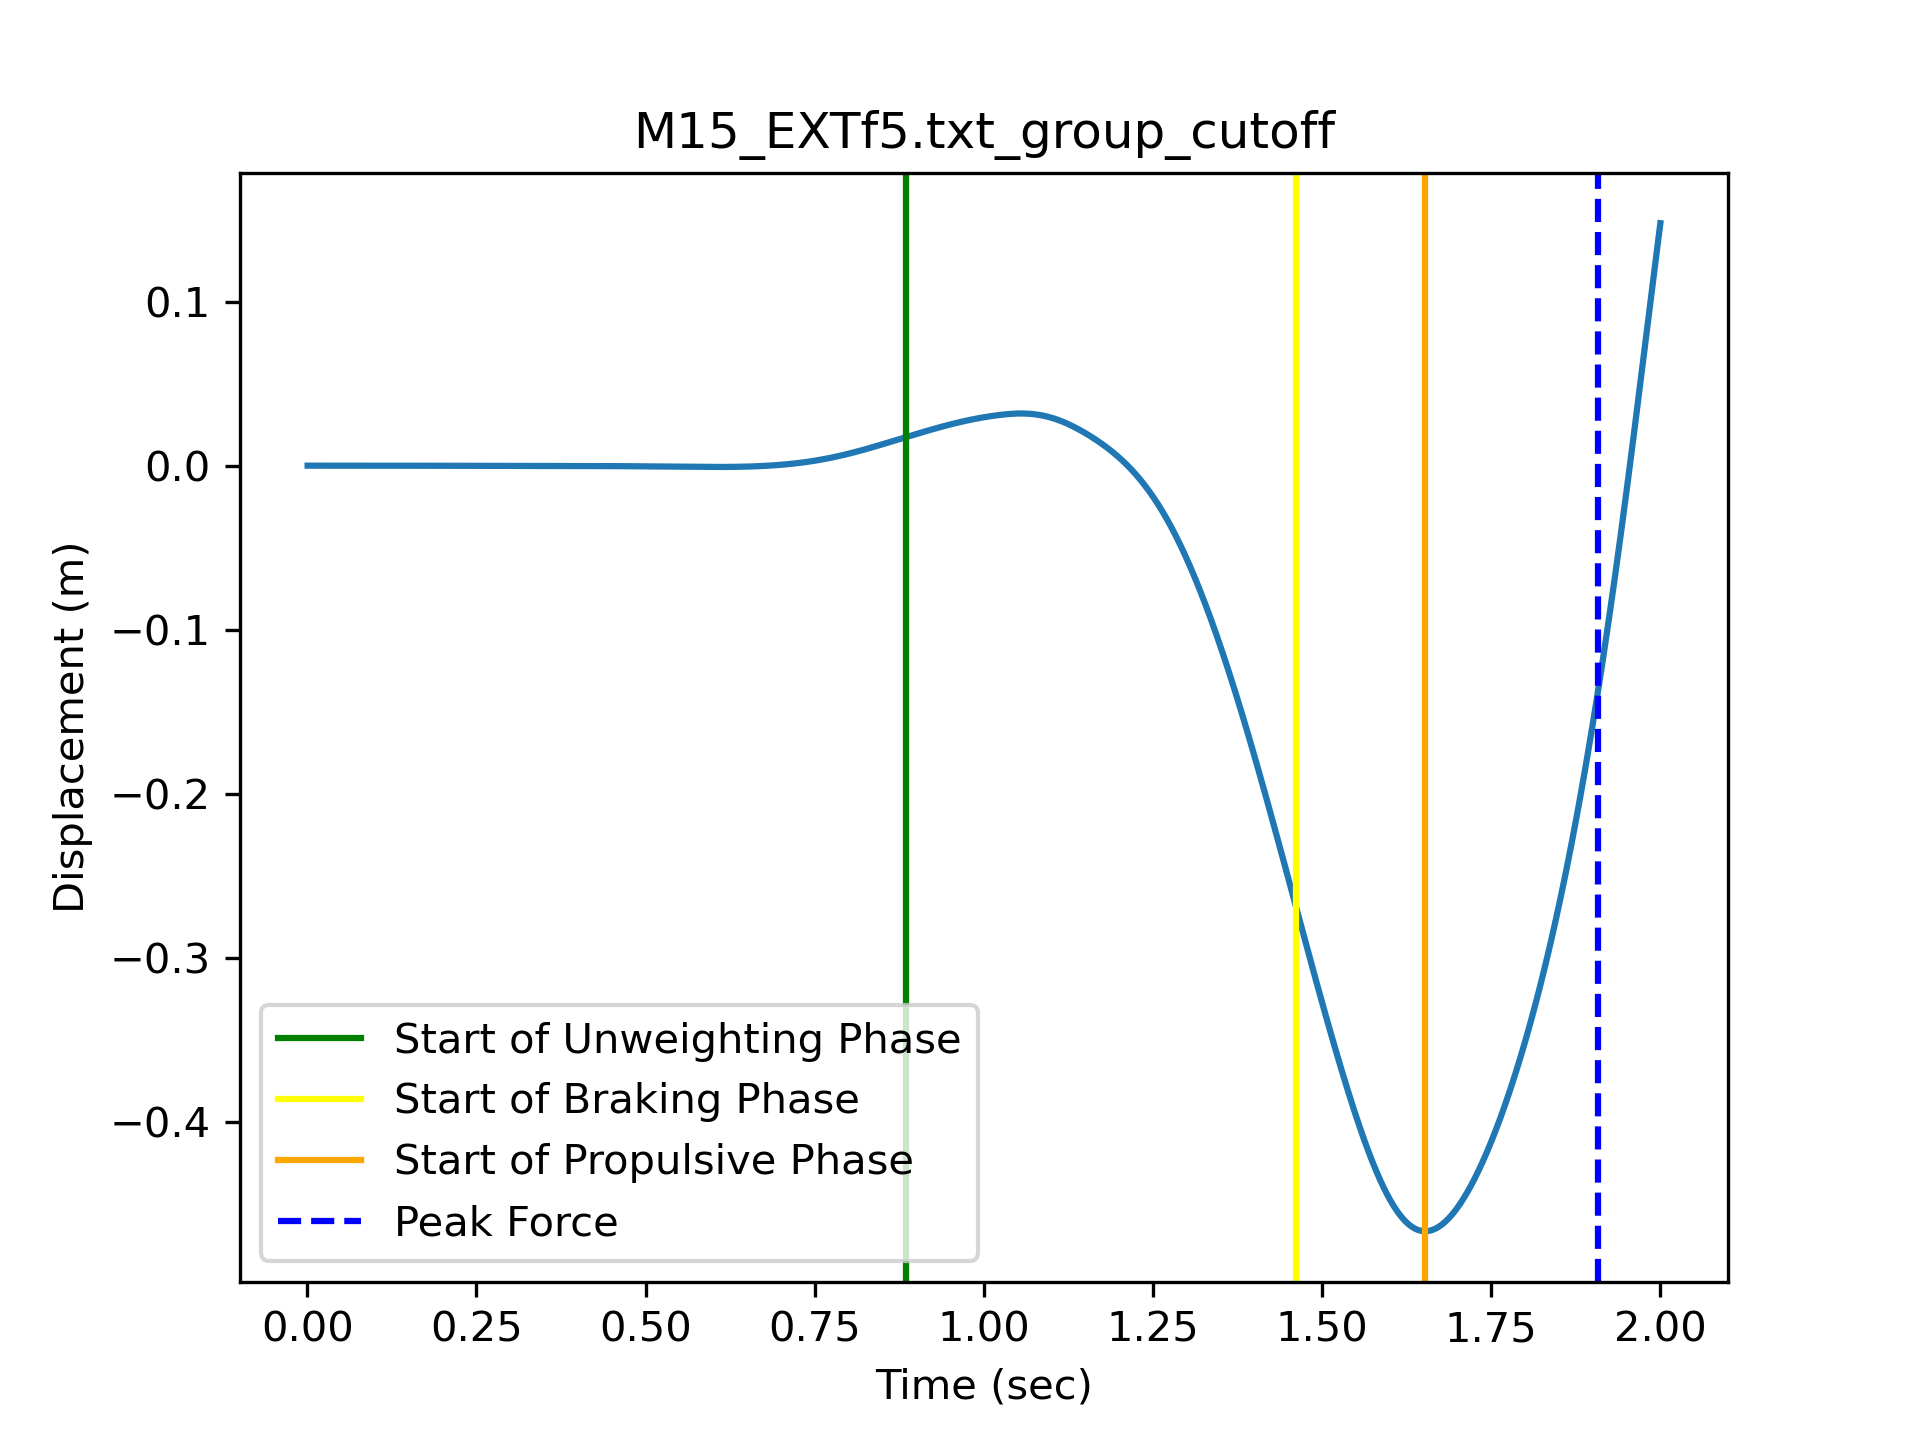 M15_EXTf5.txt_group_cutoff
Displacement (m)
0.1
0.0
−0.1
−0.2
−0.3
−0.4
Start of Unweighting Phase
Start of Braking Phase
Start of Propulsive Phase
Peak Force
0.00 0.25 0.50 0.75 1.00 1.25 1.50 1.75 2.00
Time (sec)